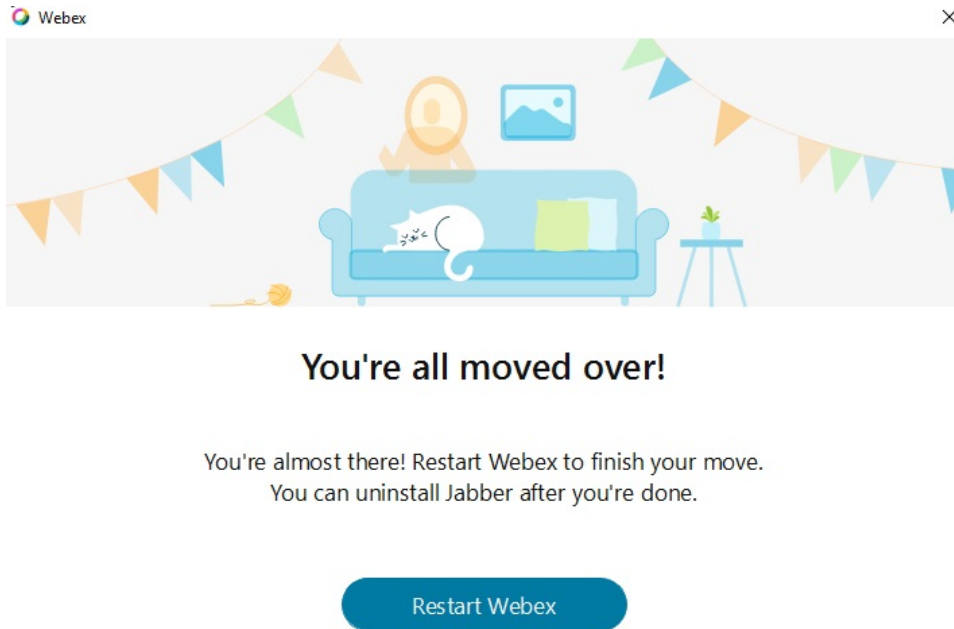 Webex
You're all moved over!
You're almost there! Restart Webex to finish your move.
You can uninstall Jabber after you're done.
Restart Webex